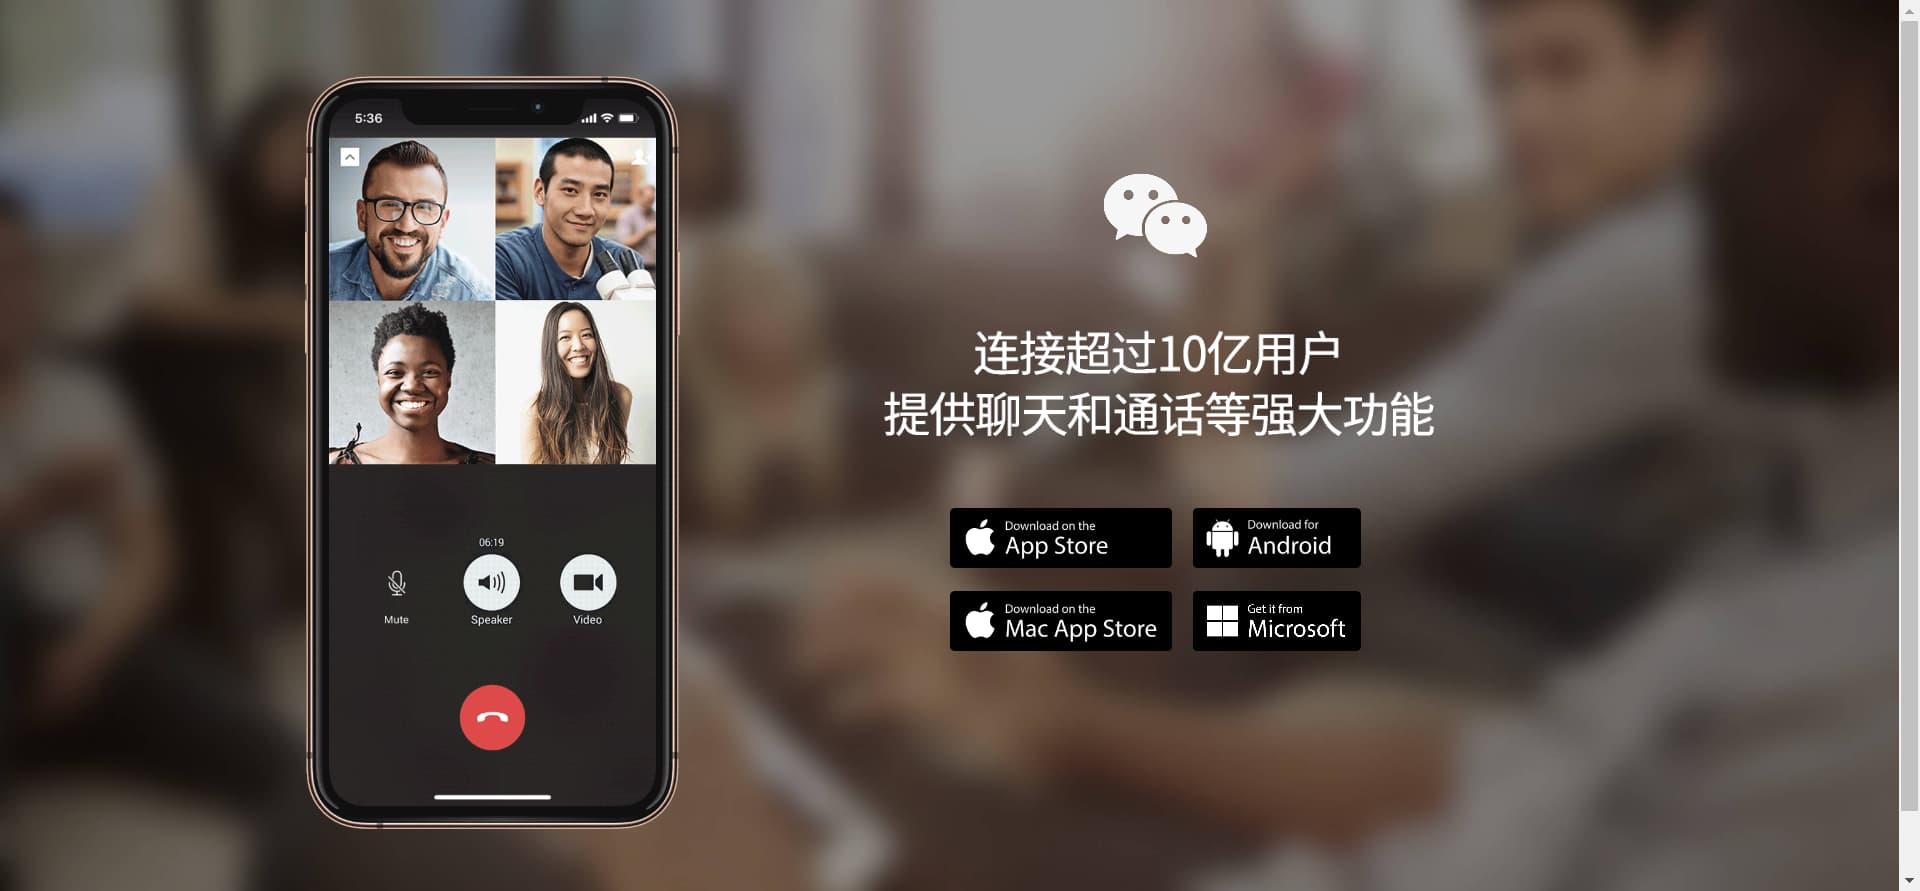 5:36
06:19
Mute
Speaker
Video
连接超过10亿用户
提供聊天和通话等强大功能
Download on the
App Store
Download for
Android
Download on the
Mac App Store
Get it from
Microsoft